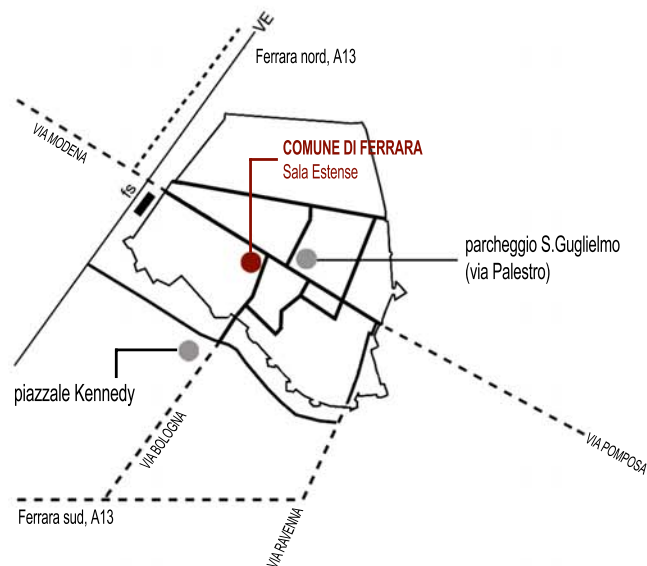 VE
Ferrara nord, A13
VIA MODENA
COMUNE DI FERRARA
Sala Estense
fs
parcheggio S.Guglielmo
(via Palestro)
piazzale Kennedy
VIA BOLOGNA
VIA POMPOSA
Ferrara sud, A13
VIA RAVENNA